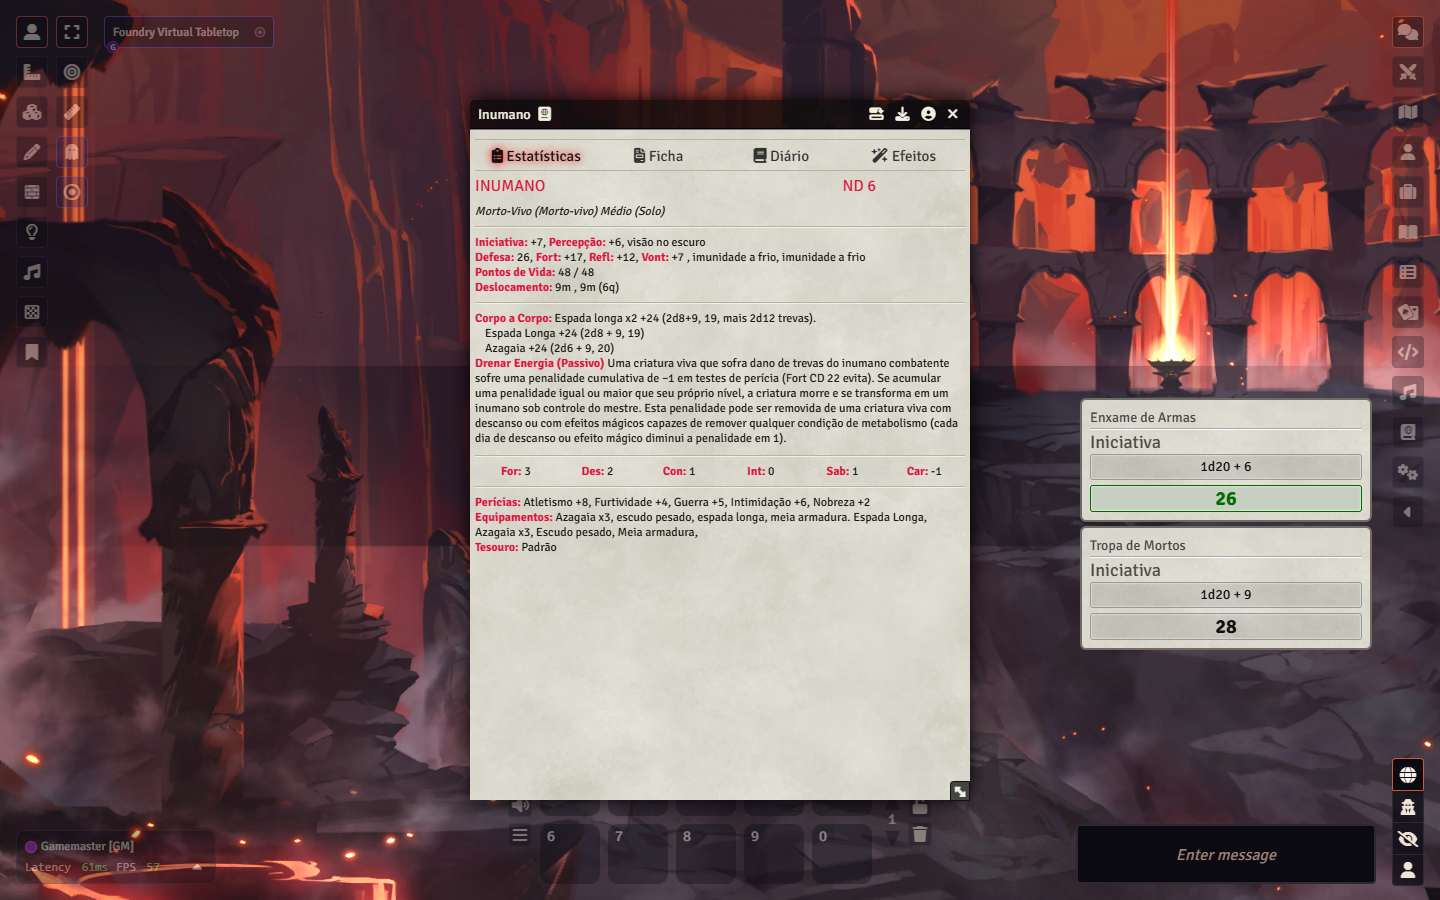 Foundry Virtual Tabletop
G
Inumano
Estatísticas
Ficha
Diário
Efeitos
INUMANO
ND 6
Morto-Vivo (Morto-vivo) Médio (Solo)
Iniciativa: +7, Percepção: +6, visão no escuro
Defesa: 26, Fort: +17, Refl: +12, Vont: +7 , imunidade a frio, imunidade a frio
Pontos de Vida: 48 / 48
Deslocamento: 9m , 9m (6q)
Corpo a Corpo: Espada longa x2 +24 (2d8+9, 19, mais 2d12 trevas).
Espada Longa +24 (2d8 + 9, 19)
Azagaia +24 (2d6 + 9, 20)
Drenar Energia (Passivo) Uma criatura viva que sofra dano de trevas do inumano combatente
sofre uma penalidade cumulativa de −1 em testes de perícia (Fort CD 22 evita). Se acumular
uma penalidade igual ou maior que seu próprio nível, a criatura morre e se transforma em um
inumano sob controle do mestre. Esta penalidade pode ser removida de uma criatura viva com
descanso ou com efeitos mágicos capazes de remover qualquer condição de metabolismo (cada
dia de descanso ou efeito mágico diminui a penalidade em 1).
For: 3 Des: 2 Con: 1 Int: 0 Sab: 1 Car: -1
Perícias: Atletismo +8, Furtividade +4, Guerra +5, Intimidação +6, Nobreza +2
Equipamentos: Azagaia x3, escudo pesado, espada longa, meia armadura. Espada Longa,
Azagaia x3, Escudo pesado, Meia armadura,
Tesouro: Padrão
Enxame de Armas
Iniciativa
1d20 + 6
26
Tropa de Mortos
Iniciativa
1d20 + 9
28
Gamemaster [GM]
Latency 61ms FPS 57
6 7 8 9 0
1
Enter message